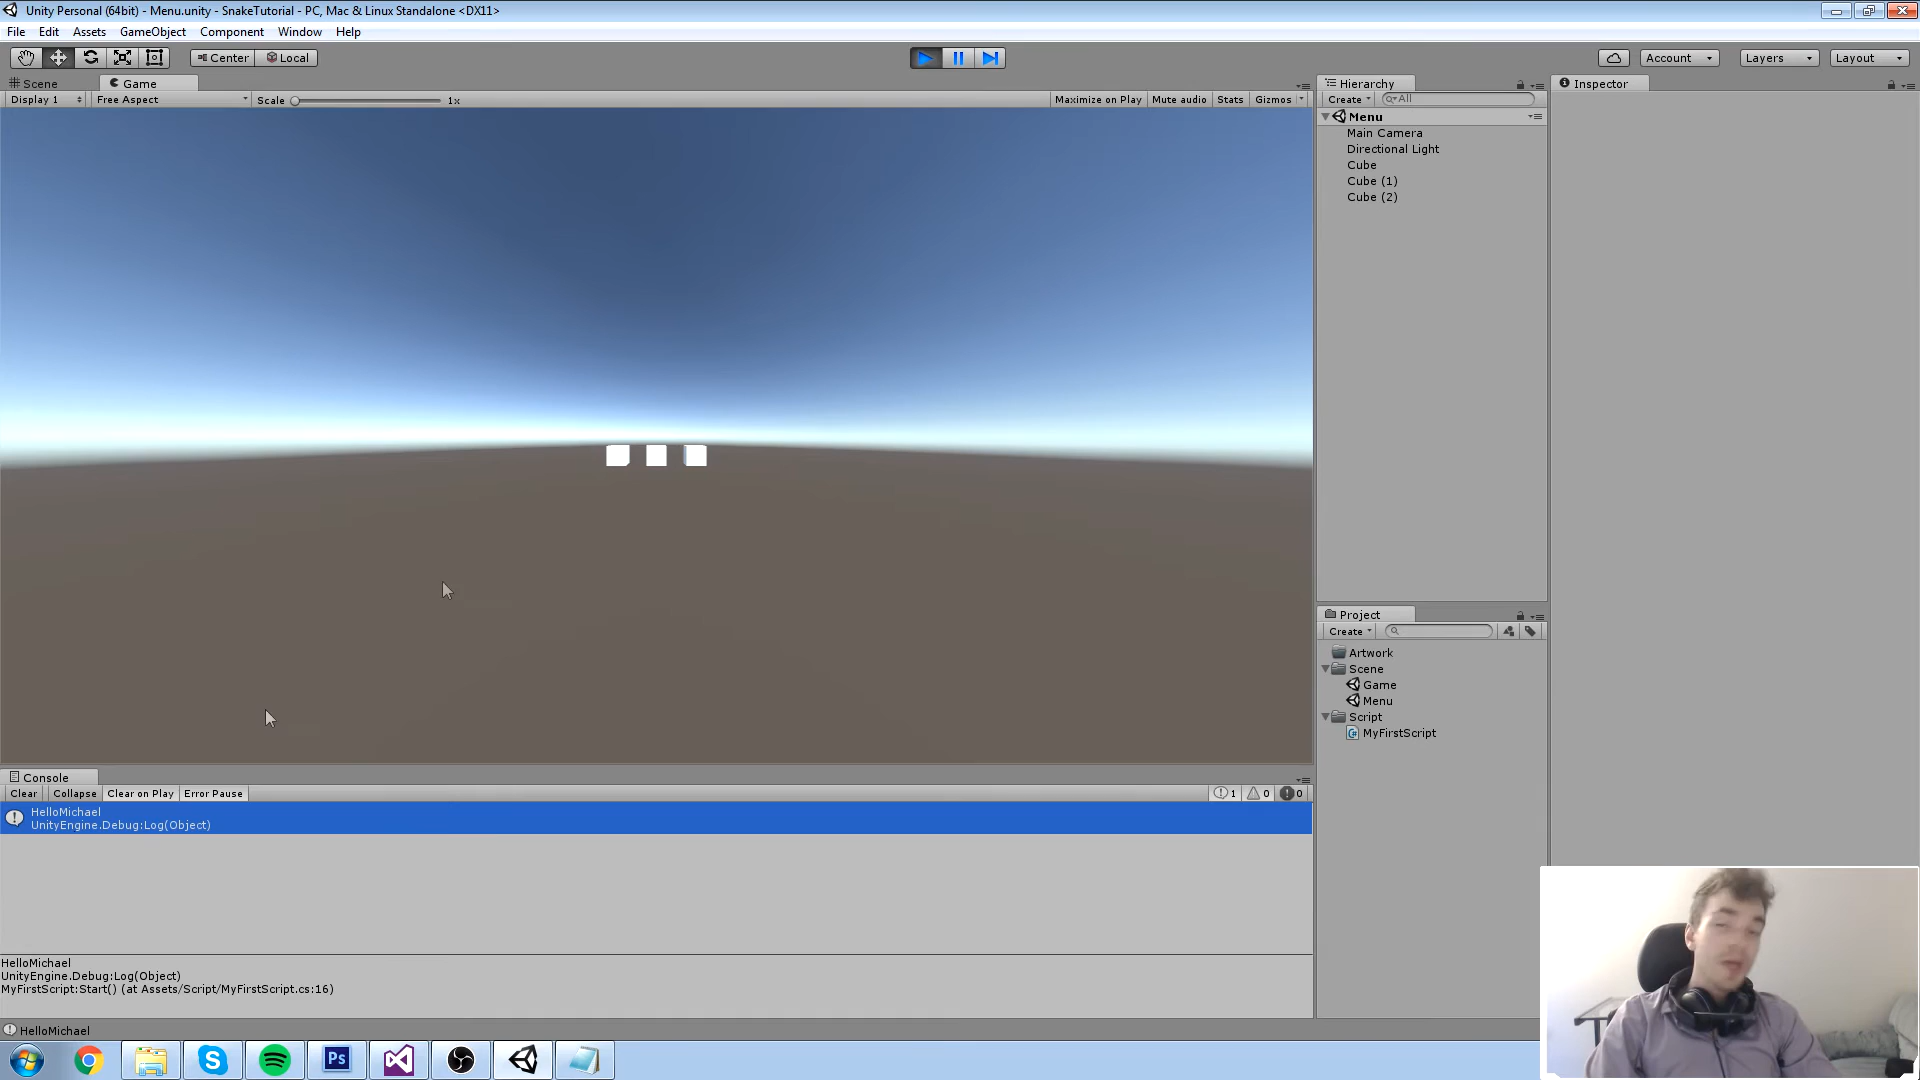 Unity Personal (64bit) - Menu.unity - SnakeTutorial - PC, Mac & Linux Standalone <DX11>
File Edit Assets GameObject Component Window Help
Center Local
Account Layers Layout
Scene Game
Display 1 Free Aspect Scale 1x Maximize on Play Mute audio Stats Gizmos
Hierarchy
Create All
Menu
Main Camera
Directional Light
Cube
Cube (1)
Cube (2)
Inspector
Project
Create
Artwork
Scene
Game
Menu
Script
MyFirstScript
Console
Clear Collapse Clear on Play Error Pause 1 0 0
HelloMichael
UnityEngine.Debug:Log(Object)
HelloMichael
UnityEngine.Debug:Log(Object)
MyFirstScript:Start() (at Assets/Script/MyFirstScript.cs:16)
HelloMichael
Ps